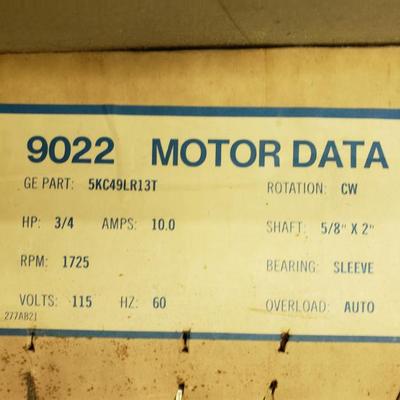 9022 MOTOR DATA
GE PART: 5KC49LR13T ROTATION: CW
HP: 3/4 AMPS: 10.0 SHAFT: 5/8" X 2"
RPM: 1725 BEARING: SLEEVE
VOLTS: 115 HZ: 60 OVERLOAD: AUTO
277A821